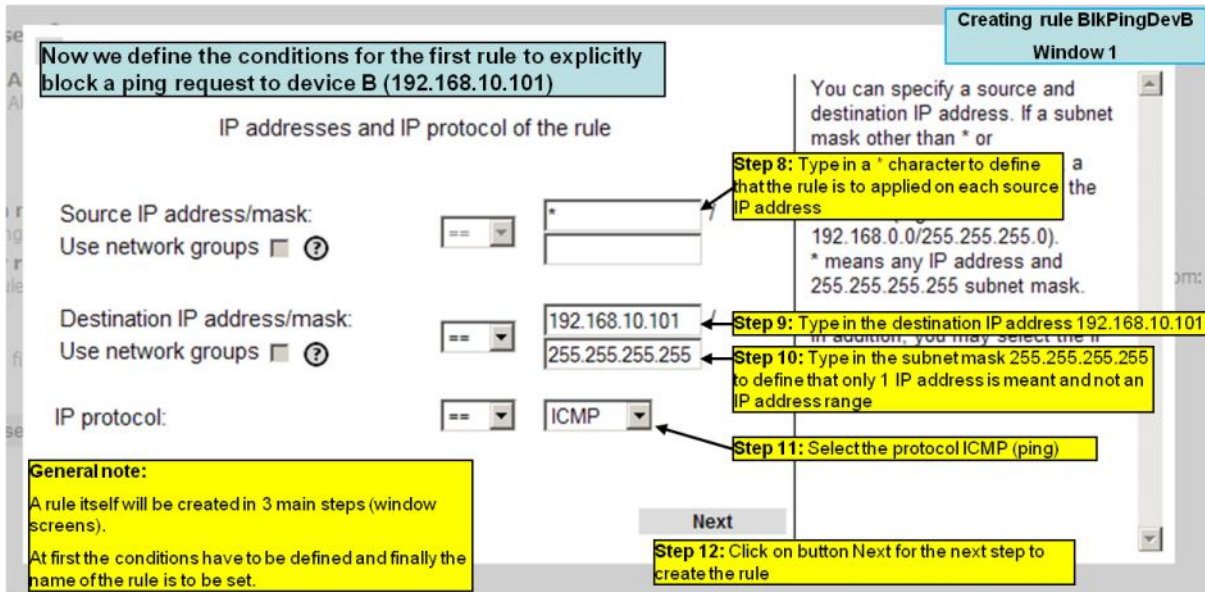 Creating rule BlkPingDevB
Window 1
Now we define the conditions for the first rule to explicitly
block a ping request to device B (192.168.10.101)
IP addresses and IP protocol of the rule
You can specify a source and
destination IP address. If a subnet
mask other than * or
a
the
192.168.0.0/255.255.255.0).
* means any IP address and
255.255.255.255 subnet mask.
Step 8: Type in a * character to define
that the rule is to applied on each source
IP address
Source IP address/mask:
== * /
Use network groups
Destination IP address/mask:
== 192.168.10.101 /
Use network groups
255.255.255.255
Step 9: Type in the destination IP address 192.168.10.101
In addition, you may select the
Step 10: Type in the subnet mask 255.255.255.255
to define that only 1 IP address is meant and not an
IP address range
IP protocol:
== ICMP
Step 11: Select the protocol ICMP (ping)
General note:
A rule itself will be created in 3 main steps (window
screens).
At first the conditions have to be defined and finally the
name of the rule is to be set.
Next
Step 12: Click on button Next for the next step to
create the rule